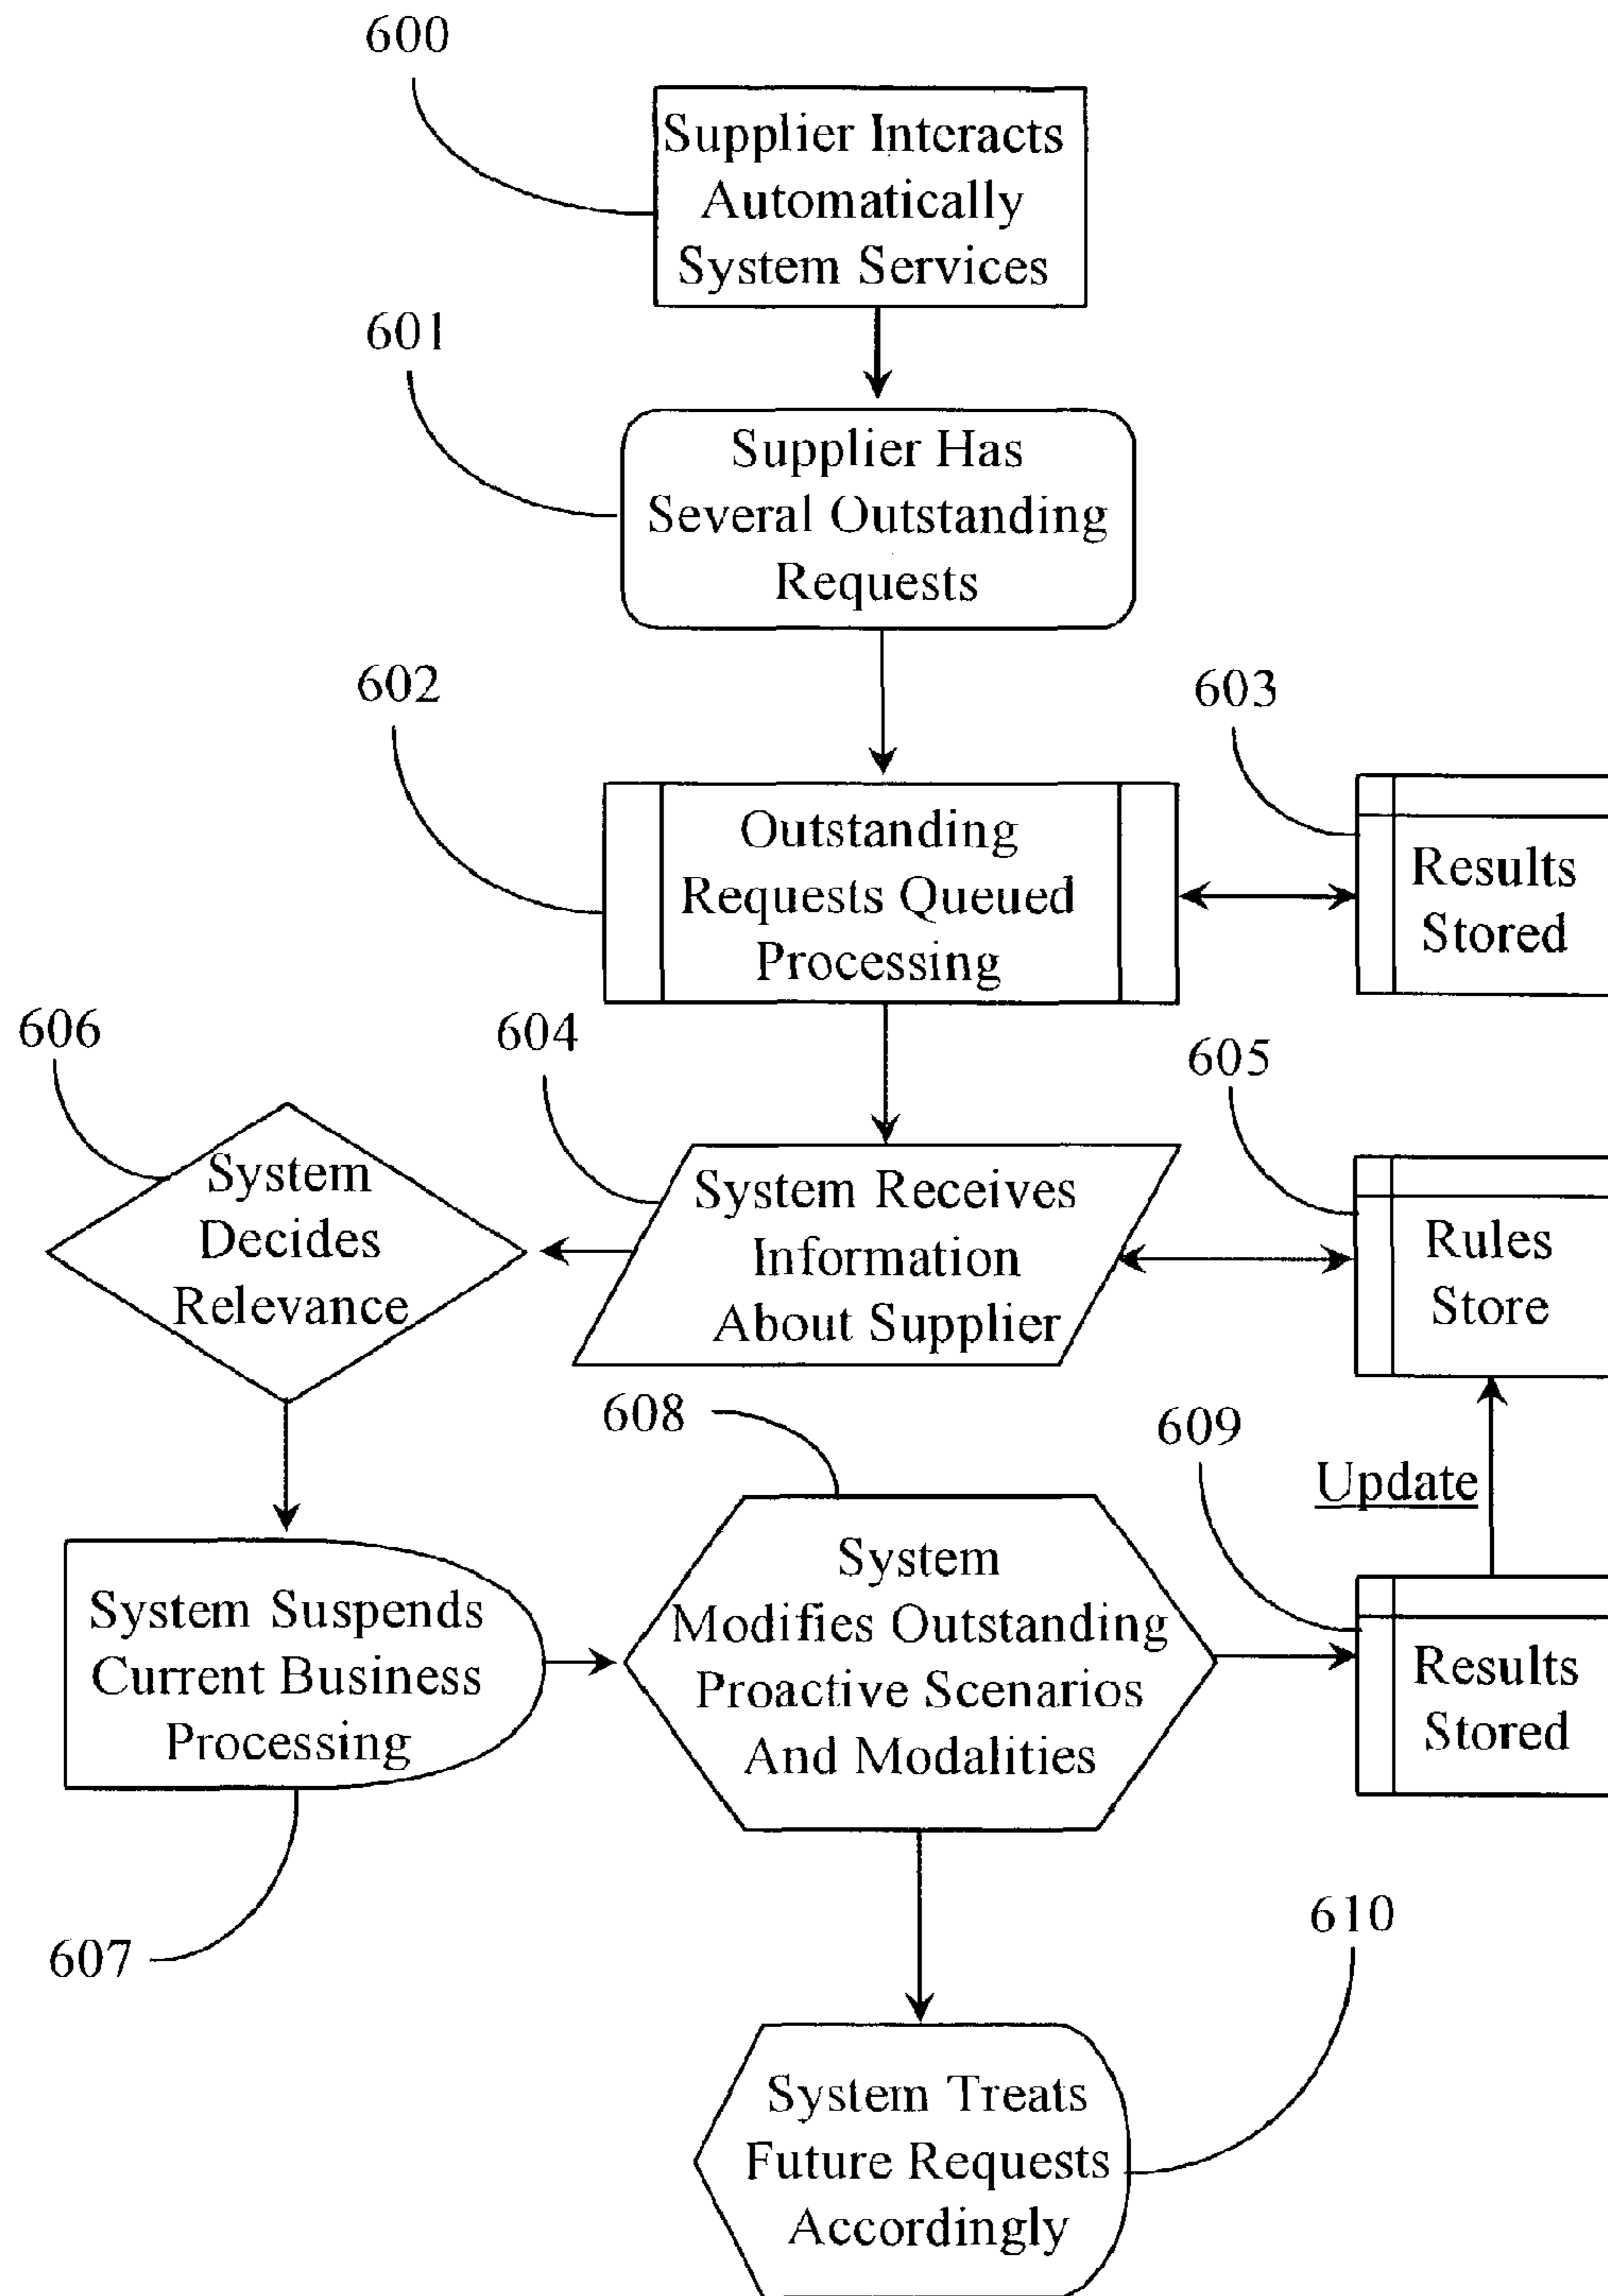 600
Supplier Interacts
Automatically
System Services
601
Supplier Has
Several Outstanding
Requests
602
Outstanding
Requests Queued
Processing
603
Results
Stored
604
System Receives
Information
About Supplier
605
Rules
Store
606
System
Decides
Relevance
607
System Suspends
Current Business
Processing
608
System
Modifies Outstanding
Proactive Scenarios
And Modalities
609
Update
Results
Stored
610
System Treats
Future Requests
Accordingly